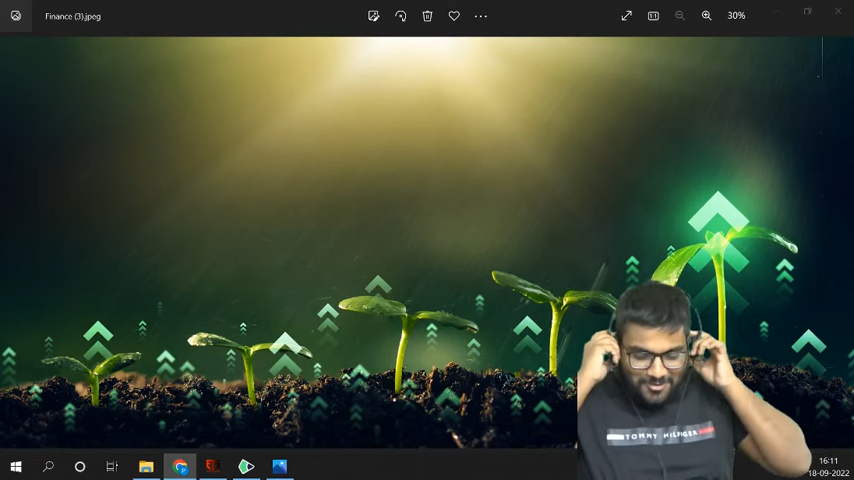 Finance (3).jpeg
30%
TOMMY HILFIGER
16:11
18-09-2022